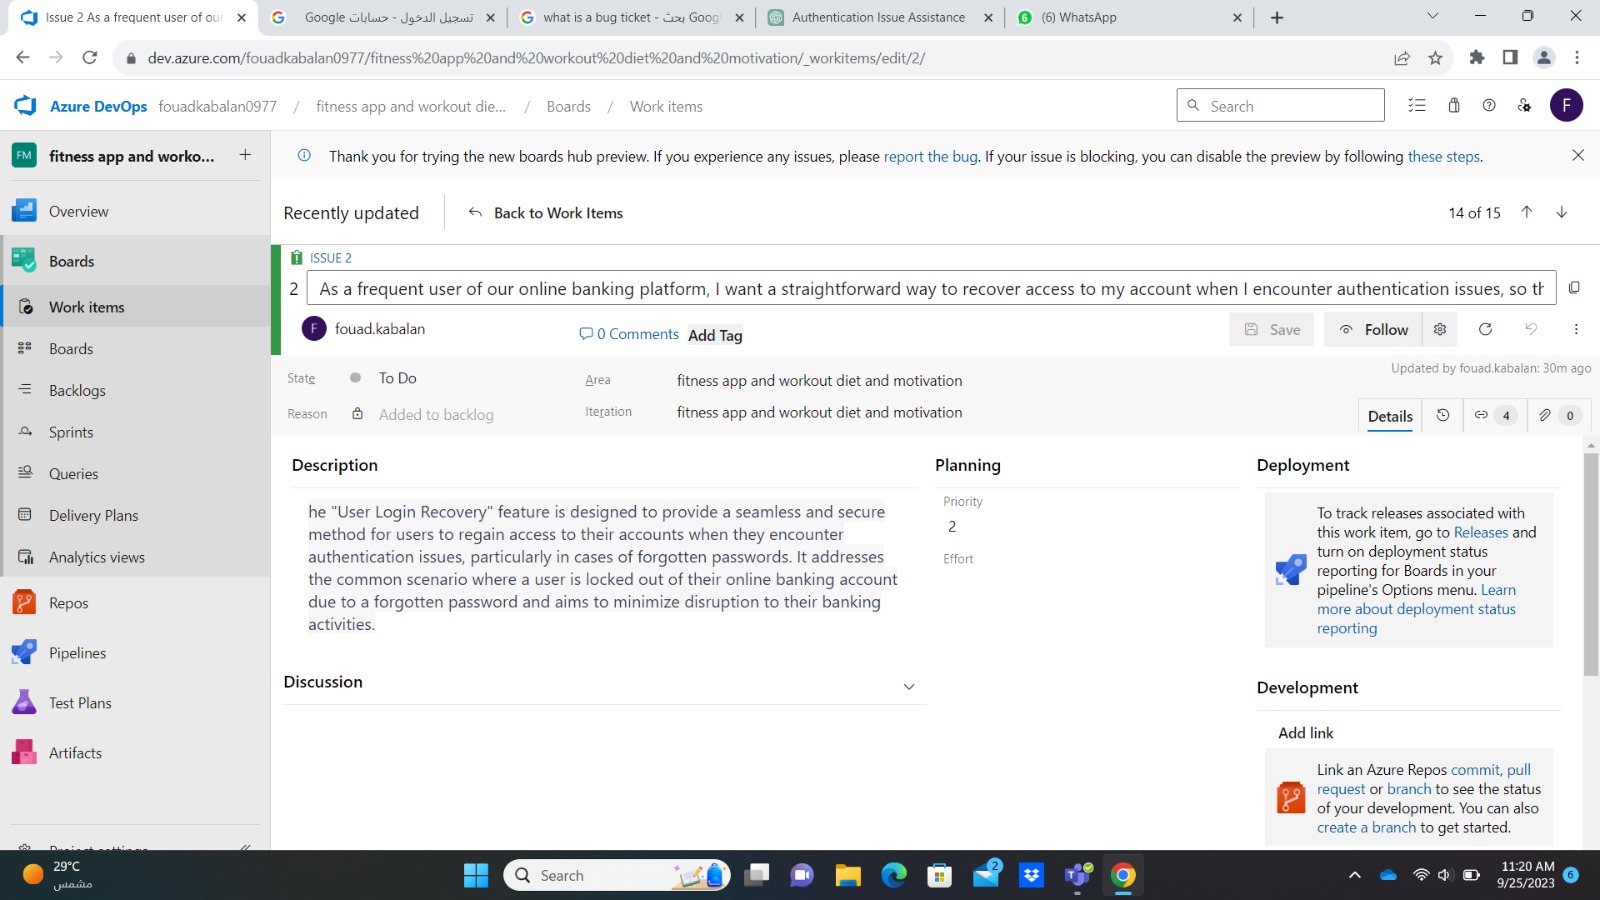 Issue 2 As a frequent user of our
تسجيل الدخول - حسابات Google
what is a bug ticket - بحث Goog
Authentication Issue Assistance
(6) WhatsApp
dev.azure.com/fouadkabalan0977/fitness%20app%20and%20workout%20diet%20and%20motivation/_workitems/edit/2/
Azure DevOps fouadkabalan0977 / fitness app and workout die... / Boards / Work items
Search
F
FM fitness app and worko...
Thank you for trying the new boards hub preview. If you experience any issues, please report the bug. If your issue is blocking, you can disable the preview by following these steps.
Overview
Boards
Work items
Boards
Backlogs
Sprints
Queries
Delivery Plans
Analytics views
Repos
Pipelines
Test Plans
Artifacts
Recently updated
Back to Work Items
14 of 15
ISSUE 2
2 As a frequent user of our online banking platform, I want a straightforward way to recover access to my account when I encounter authentication issues, so th
F fouad.kabalan
0 Comments
Add Tag
Save
Follow
State To Do
Area fitness app and workout diet and motivation
Updated by fouad.kabalan: 30m ago
Reason Added to backlog
Iteration fitness app and workout diet and motivation
Details
4
0
Description
he "User Login Recovery" feature is designed to provide a seamless and secure
method for users to regain access to their accounts when they encounter
authentication issues, particularly in cases of forgotten passwords. It addresses
the common scenario where a user is locked out of their online banking account
due to a forgotten password and aims to minimize disruption to their banking
activities.
Discussion
Planning
Priority
2
Effort
Deployment
To track releases associated with
this work item, go to Releases and
turn on deployment status
reporting for Boards in your
pipeline's Options menu. Learn
more about deployment status
reporting
Development
Add link
Link an Azure Repos commit, pull
request or branch to see the status
of your development. You can also
create a branch to get started.
29°C
مشمس
Search
2
11:20 AM
9/25/2023
6